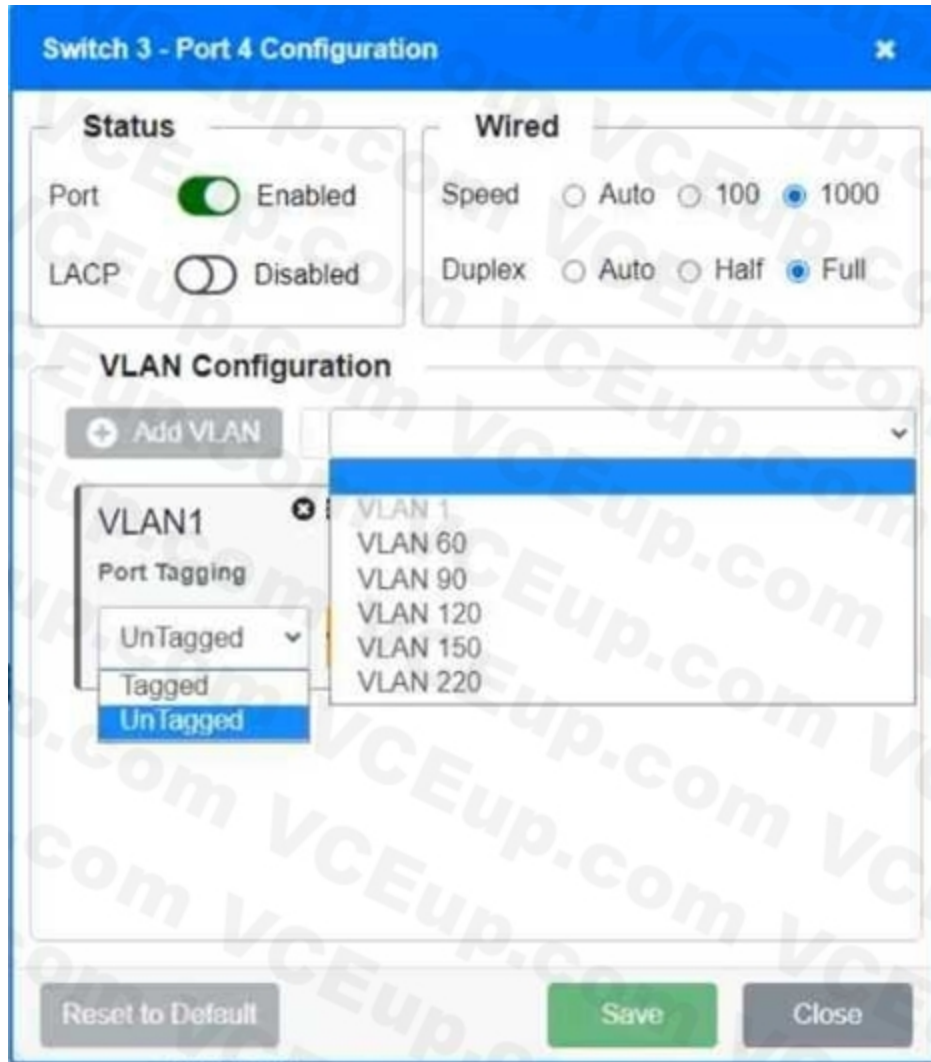 Switch 3 - Port 4 Configuration
Status
Wired
Port Enabled
Speed Auto 100 1000
LACP Disabled
Duplex Auto Half Full
VLAN Configuration
Add VLAN
VLAN1
Port Tagging
UnTagged
Tagged
UnTagged
VLAN 1
VLAN 60
VLAN 90
VLAN 120
VLAN 150
VLAN 220
Reset to Default
Save
Close
VCEup.com